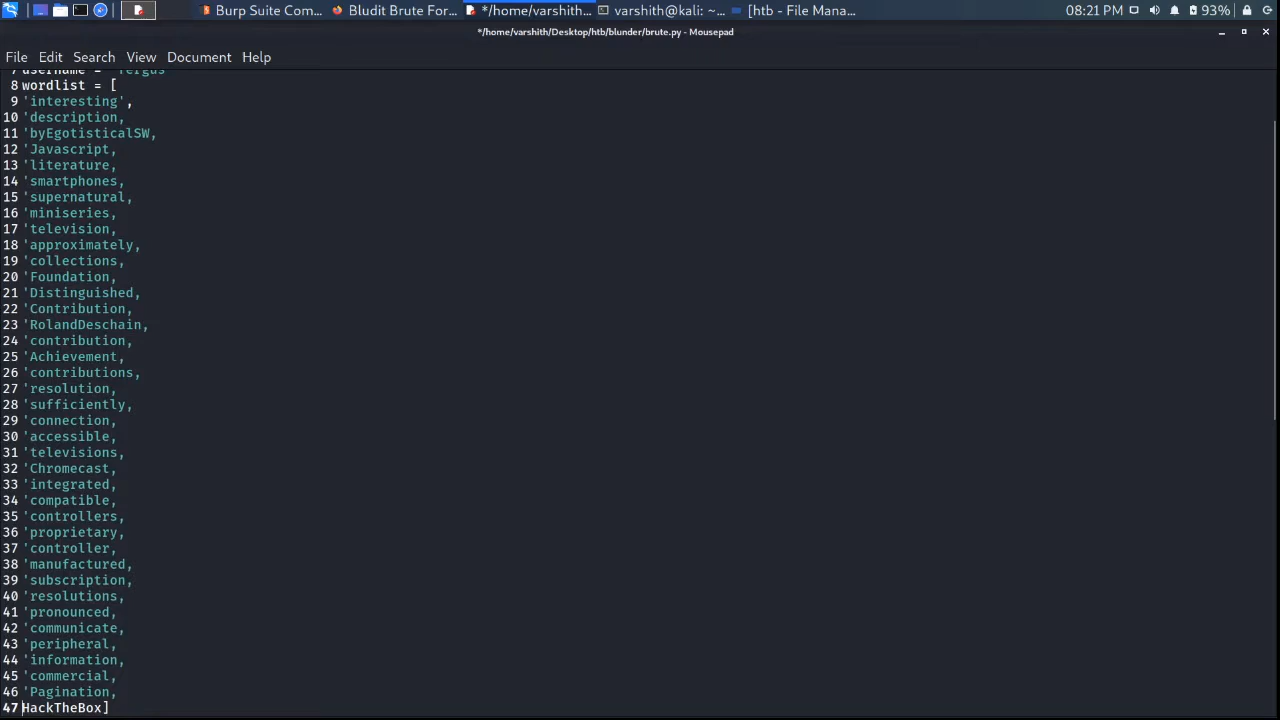 Burp Suite Com...
Bludit Brute For...
*/home/varshith...
varshith@kali: ~...
[htb - File Mana...
08:21 PM
93%
*/home/varshith/Desktop/htb/blunder/brute.py - Mousepad
File Edit Search View Document Help
7 username = 'fergus'
8 wordlist = [
9 'interesting',
10 'description,
11 'byEgotisticalSW,
12 'Javascript,
13 'literature,
14 'smartphones,
15 'supernatural,
16 'miniseries,
17 'television,
18 'approximately,
19 'collections,
20 'Foundation,
21 'Distinguished,
22 'Contribution,
23 'RolandDeschain,
24 'contribution,
25 'Achievement,
26 'contributions,
27 'resolution,
28 'sufficiently,
29 'connection,
30 'accessible,
31 'televisions,
32 'Chromecast,
33 'integrated,
34 'compatible,
35 'controllers,
36 'proprietary,
37 'controller,
38 'manufactured,
39 'subscription,
40 'resolutions,
41 'pronounced,
42 'communicate,
43 'peripheral,
44 'information,
45 'commercial,
46 'Pagination,
47 HackTheBox]